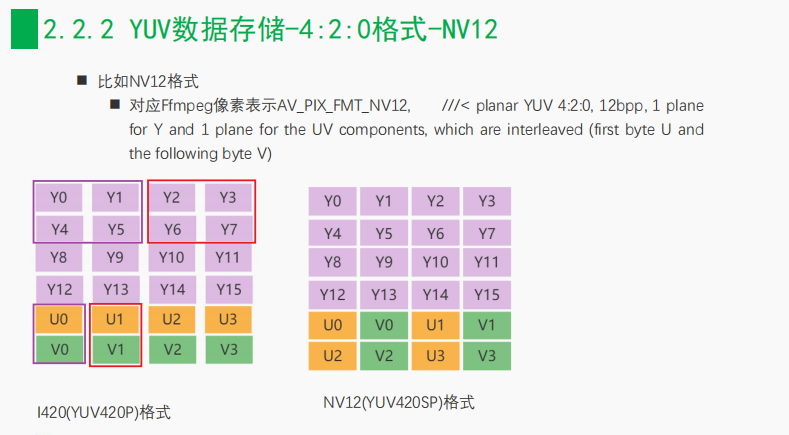 2.2.2 YUV数据存储-4:2:0格式-NV12
比如NV12格式
对应Ffmpeg像素表示AV_PIX_FMT_NV12, ///< planar YUV 4:2:0, 12bpp, 1 plane
for Y and 1 plane for the UV components, which are interleaved (first byte U and
the following byte V)
Y0 Y1 Y2 Y3
Y4 Y5 Y6 Y7
Y8 Y9 Y10 Y11
Y12 Y13 Y14 Y15
U0 U1 U2 U3
V0 V1 V2 V3
I420(YUV420P)格式
Y0 Y1 Y2 Y3
Y4 Y5 Y6 Y7
Y8 Y9 Y10 Y11
Y12 Y13 Y14 Y15
U0 V0 U1 V1
U2 V2 U3 V3
NV12(YUV420SP)格式